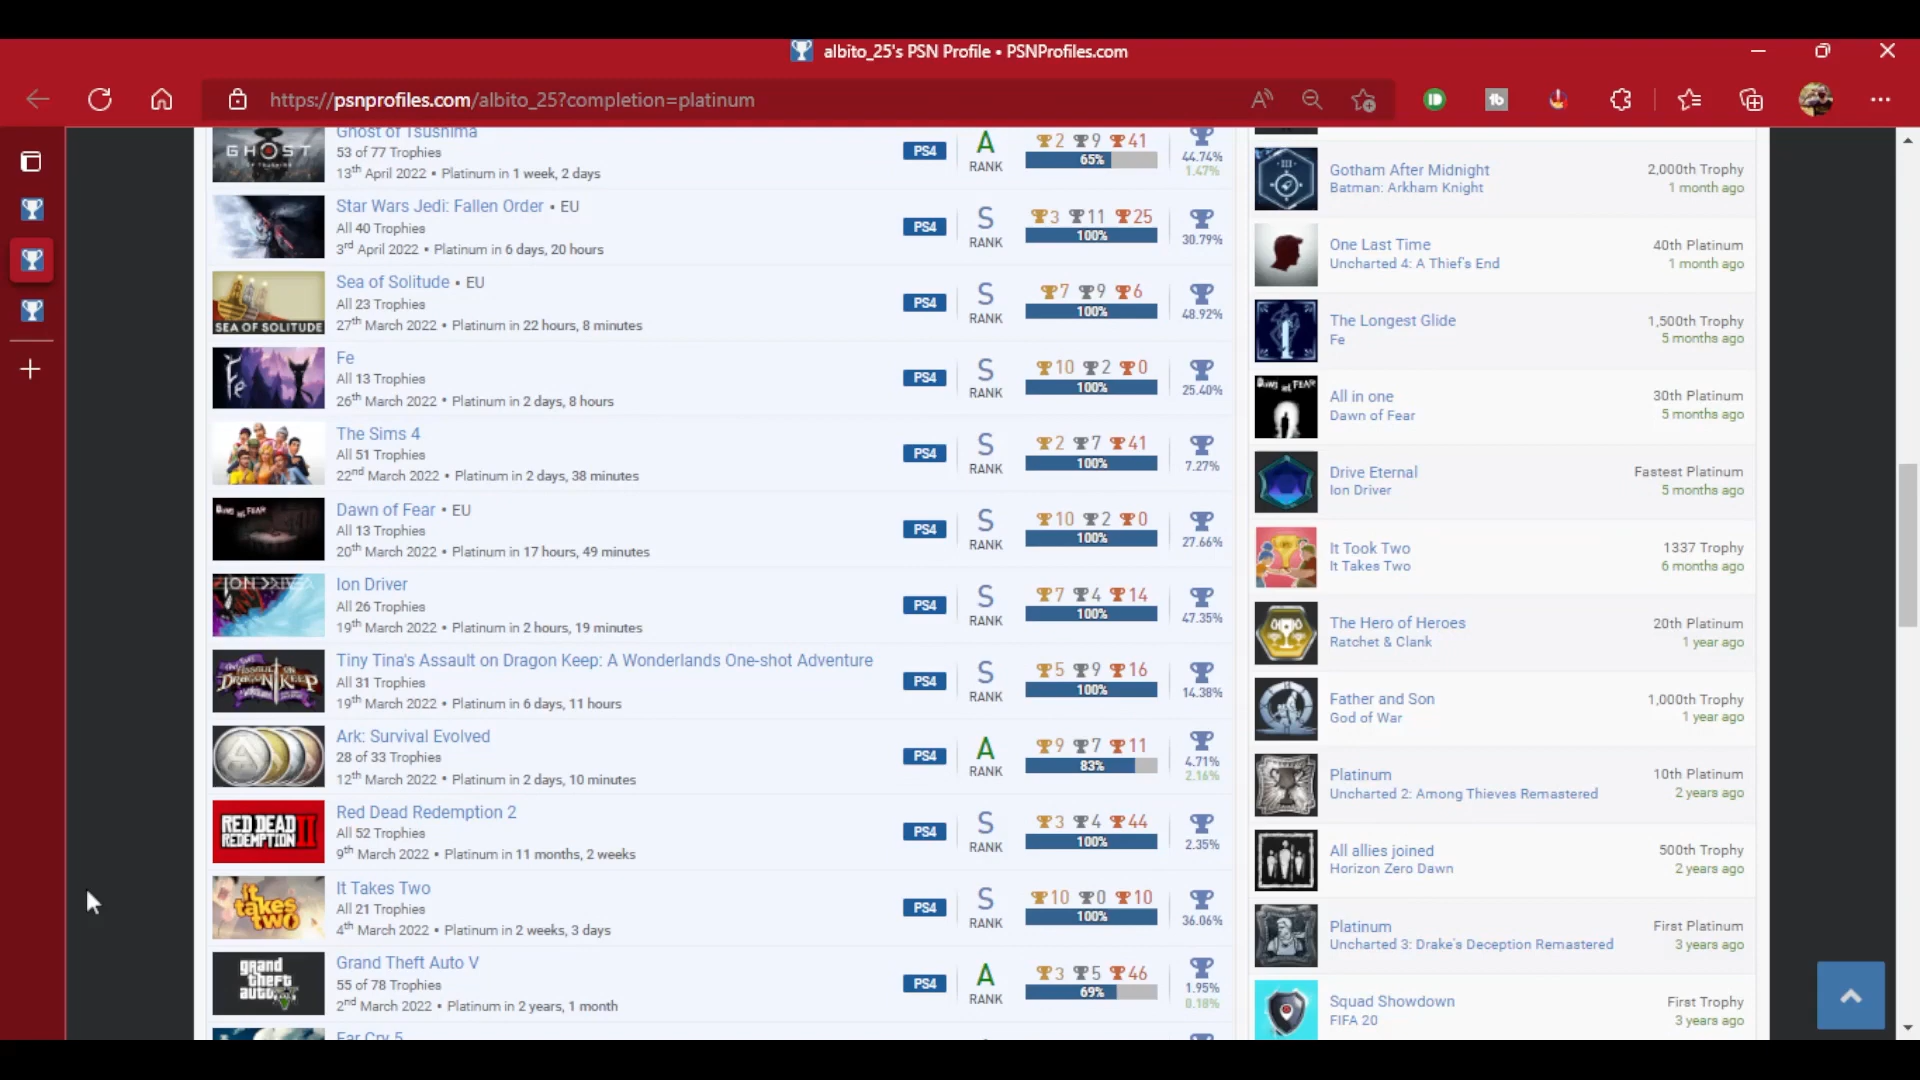 albito_25's PSN Profile • PSNProfiles.com
https://psnprofiles.com/albito_25?completion=platinum
Ghost of Tsushima
53 of 77 Trophies
13th April 2022 • Platinum in 1 week, 2 days
PS4
A
RANK
2 9 41
65%
44.74%
1.47%
Star Wars Jedi: Fallen Order • EU
All 40 Trophies
3rd April 2022 • Platinum in 6 days, 20 hours
PS4
S
RANK
3 11 25
100%
30.79%
SEA OF SOLITUDE
Sea of Solitude • EU
All 23 Trophies
27th March 2022 • Platinum in 22 hours, 8 minutes
PS4
S
RANK
7 9 6
100%
48.92%
Fe
Fe
All 13 Trophies
26th March 2022 • Platinum in 2 days, 8 hours
PS4
S
RANK
10 2 0
100%
25.40%
The Sims 4
All 51 Trophies
22nd March 2022 • Platinum in 2 days, 38 minutes
PS4
S
RANK
2 7 41
100%
7.27%
Dawn of Fear • EU
All 13 Trophies
20th March 2022 • Platinum in 17 hours, 49 minutes
PS4
S
RANK
10 2 0
100%
27.66%
ION DRIVER
Ion Driver
All 26 Trophies
19th March 2022 • Platinum in 2 hours, 19 minutes
PS4
S
RANK
7 4 14
100%
47.35%
DRAGON KEEP
Tiny Tina's Assault on Dragon Keep: A Wonderlands One-shot Adventure
All 31 Trophies
19th March 2022 • Platinum in 6 days, 11 hours
PS4
S
RANK
5 9 16
100%
14.38%
Ark: Survival Evolved
28 of 33 Trophies
12th March 2022 • Platinum in 2 days, 10 minutes
PS4
A
RANK
9 7 11
83%
4.71%
2.16%
RED DEAD
REDEMPTION II
Red Dead Redemption 2
All 52 Trophies
9th March 2022 • Platinum in 11 months, 2 weeks
PS4
S
RANK
3 4 44
100%
2.35%
it
takes
two
It Takes Two
All 21 Trophies
4th March 2022 • Platinum in 2 weeks, 3 days
PS4
S
RANK
10 0 10
100%
36.06%
grand
theft
auto V
Grand Theft Auto V
55 of 78 Trophies
2nd March 2022 • Platinum in 2 years, 1 month
PS4
A
RANK
3 5 46
69%
1.95%
0.18%
Far Cry 5
Gotham After Midnight
Batman: Arkham Knight
2,000th Trophy
1 month ago
One Last Time
Uncharted 4: A Thief's End
40th Platinum
1 month ago
The Longest Glide
Fe
1,500th Trophy
5 months ago
All in one
Dawn of Fear
30th Platinum
5 months ago
Drive Eternal
Ion Driver
Fastest Platinum
5 months ago
It Took Two
It Takes Two
1337 Trophy
6 months ago
The Hero of Heroes
Ratchet & Clank
20th Platinum
1 year ago
Father and Son
God of War
1,000th Trophy
1 year ago
Platinum
Uncharted 2: Among Thieves Remastered
10th Platinum
2 years ago
All allies joined
Horizon Zero Dawn
500th Trophy
2 years ago
Platinum
Uncharted 3: Drake's Deception Remastered
First Platinum
3 years ago
Squad Showdown
FIFA 20
First Trophy
3 years ago